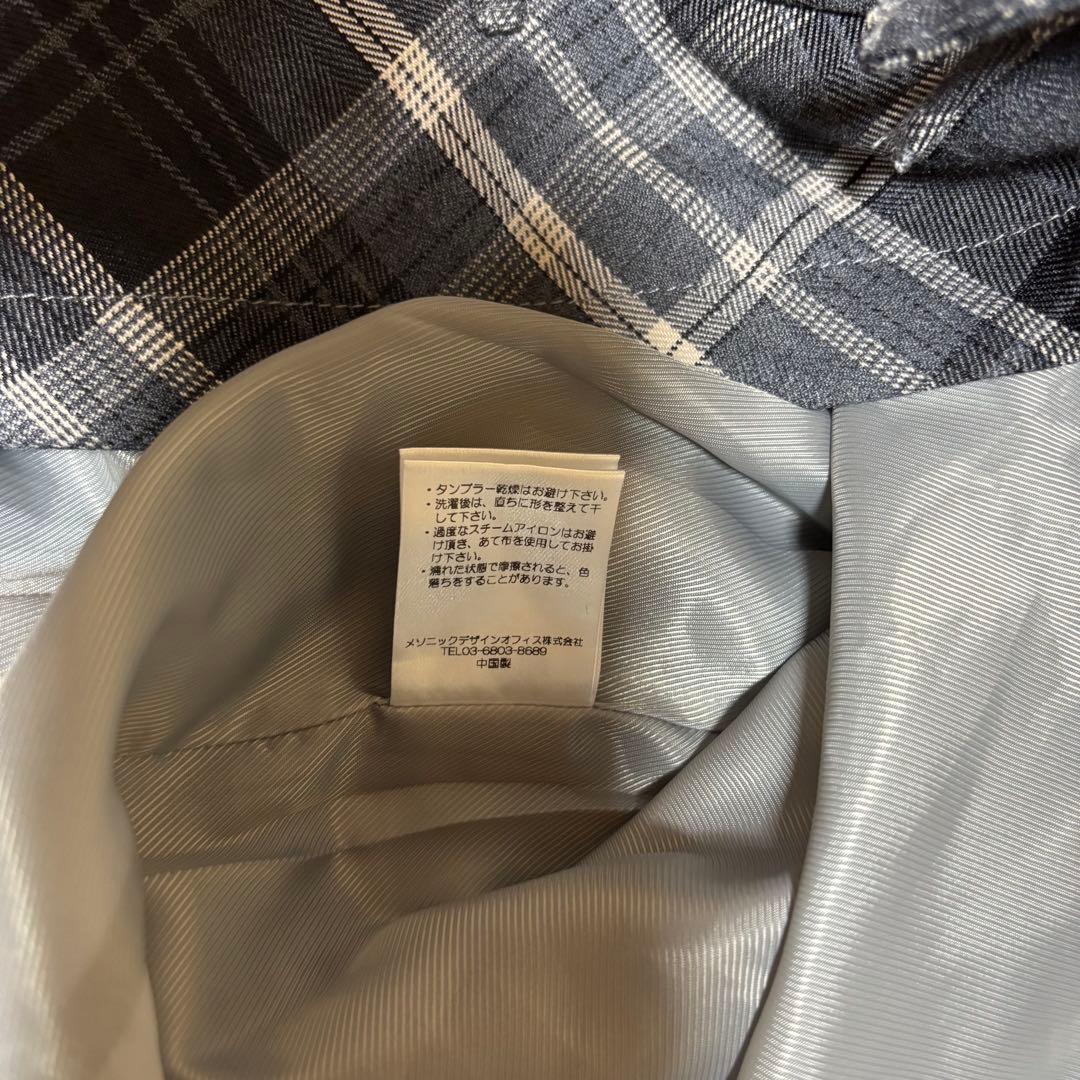 ・タンブラー乾燥はお避け下さい。
・洗濯後は、直ちに形を整えて干
して下さい。
・過度なスチームアイロンはお避
け頂き、あて布を使用してお掛
け下さい。
・濡れた状態で摩擦されると、色
落ちをすることがあります。
メソニックデザインオフィス株式会社
TEL03-6803-8689
中国製